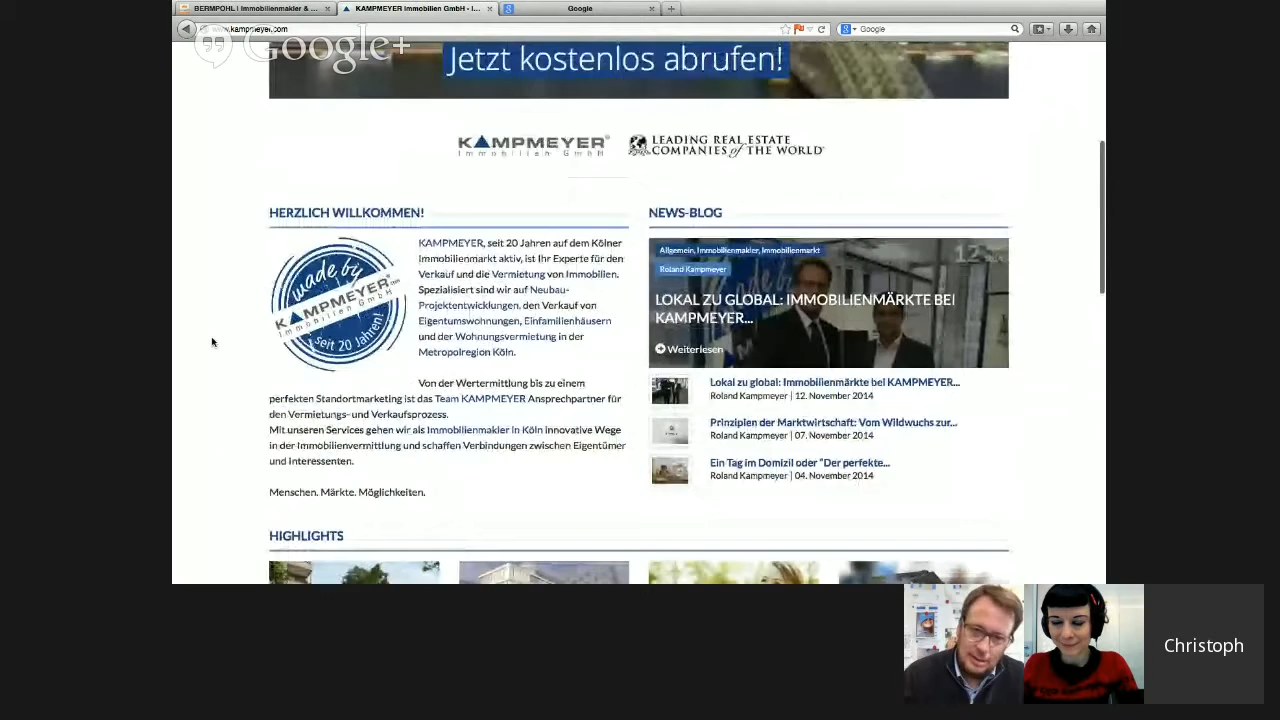 BERMPOHL | Immobilienmakler & ...
KAMPMEYER Immobilien GmbH - I...
Google
www.kampmeyer.com
Google
Google+
Jetzt kostenlos abrufen!
KAMPMEYER
Immobilien GmbH
LEADING REAL ESTATE
COMPANIES of THE WORLD
HERZLICH WILLKOMMEN!
made by
KAMPMEYER
Immobilien GmbH
seit 20 Jahren!
KAMPMEYER, seit 20 Jahren auf dem Kölner
Immobilienmarkt aktiv, ist Ihr Experte für den
Verkauf und die Vermietung von Immobilien.
Spezialisiert sind wir auf Neubau-
Projektentwicklungen, den Verkauf von
Eigentumswohnungen, Einfamilienhäusern
und der Wohnungsvermietung in der
Metropolregion Köln.
Von der Wertermittlung bis zu einem
perfekten Standortmarketing ist das Team KAMPMEYER Ansprechpartner für
den Vermietungs- und Verkaufsprozess.
Mit unseren Services gehen wir als Immobilienmakler in Köln innovative Wege
in der Immobilienvermittlung und schaffen Verbindungen zwischen Eigentümer
und Interessenten.
Menschen. Märkte. Möglichkeiten.
NEWS-BLOG
Allgemein, Immobilienmakler, Immobilienmarkt
Roland Kampmeyer
LOKAL ZU GLOBAL: IMMOBILIENMÄRKTE BEI
KAMPMEYER...
Weiterlesen
Lokal zu global: Immobilienmärkte bei KAMPMEYER...
Roland Kampmeyer | 12. November 2014
Prinzipien der Marktwirtschaft: Vom Wildwuchs zur...
Roland Kampmeyer | 07. November 2014
Ein Tag im Domizil oder "Der perfekte...
Roland Kampmeyer | 04. November 2014
HIGHLIGHTS
Christoph